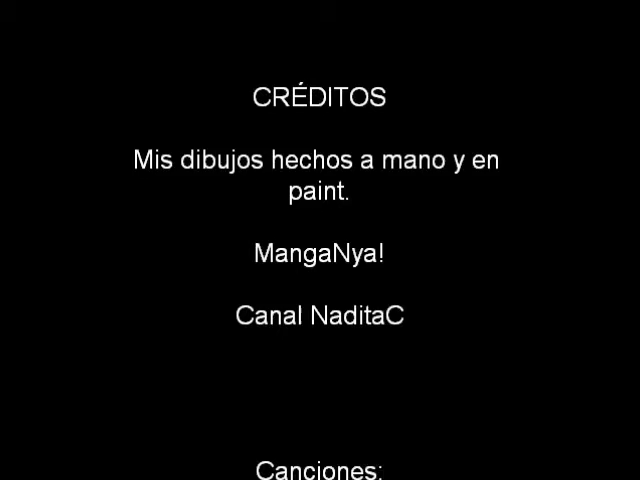 CRÉDITOS
Mis dibujos hechos a mano y en
paint.
MangaNya!
Canal NaditaC
Canciones: